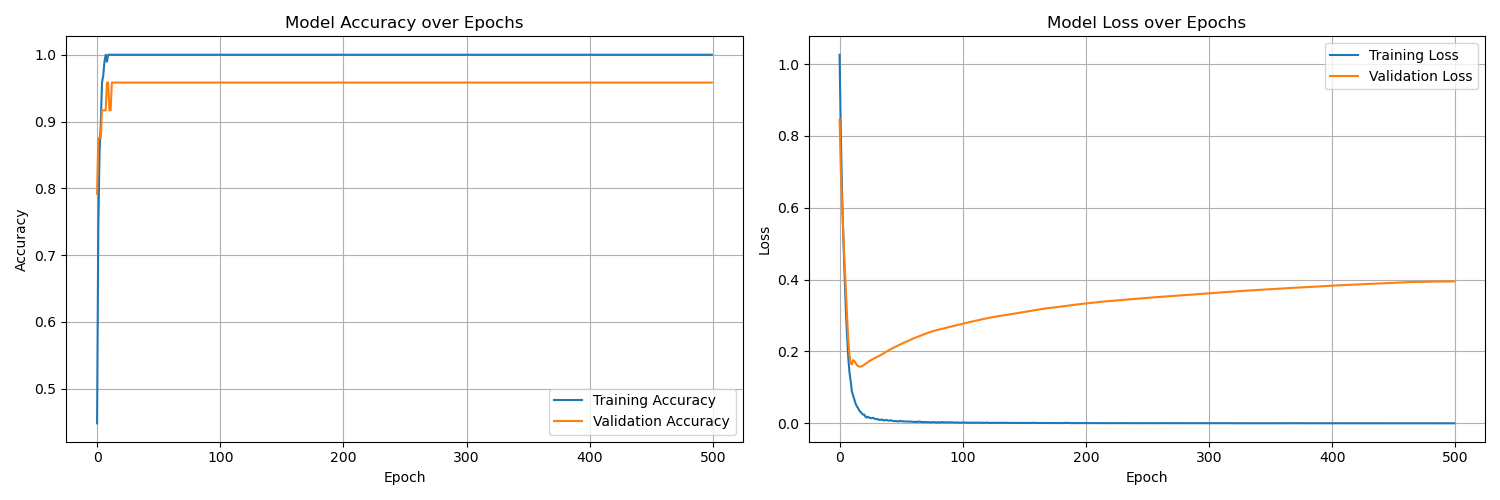 Model Accuracy over Epochs
1.0
0.9
0.8
0.7
0.6
0.5
Accuracy
0
100
200
300
400
500
Epoch
Training Accuracy
Validation Accuracy
Model Loss over Epochs
1.0
0.8
0.6
0.4
0.2
0.0
Loss
0
100
200
300
400
500
Epoch
Training Loss
Validation Loss